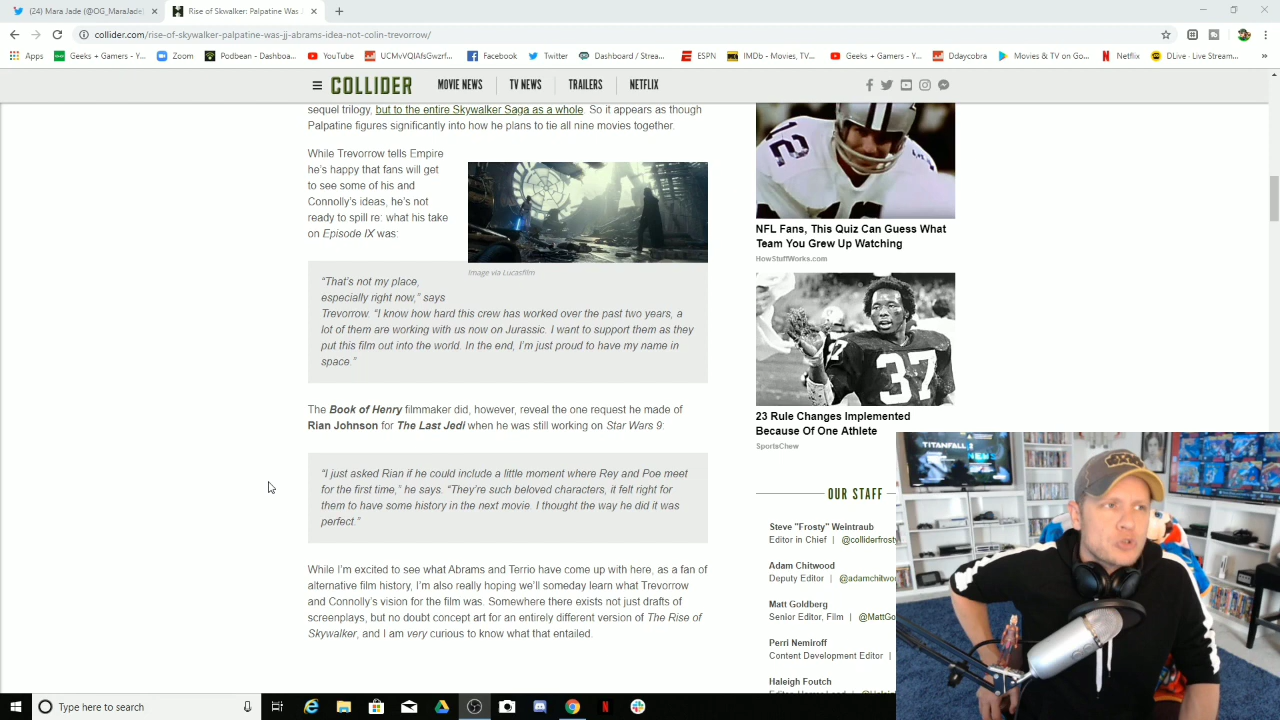 (24) Mara Jade (@OG_MaraJade)
Rise of Skwalker: Palpatine Was
collider.com/rise-of-skywalker-palpatine-was-jj-abrams-idea-not-colin-trevorrow/
Apps
Geeks + Gamers - Y...
Zoom
Podbean - Dashbo...
YouTube
UCMvVOIAfsGwzrf...
Facebook
Twitter
Dashboard / Strea...
ESPN
IMDb - Movies, TV...
Geeks + Gamers - Y...
Ddaybocora
Movies & TV on Go...
Netflix
DLive · Live Stream...
COLLIDER
MOVIE NEWS
TV NEWS
TRAILERS
NETFLIX
sequel trilogy, but to the entire Skywalker Saga as a whole. So it appears as though
Palpatine figures significantly into how he plans to tie all nine movies together.
While Trevorrow tells Empire
he's happy that fans will get
to see some of his and
Connolly's ideas, he's not
ready to spill re: what his take
on Episode IX was:
Image via Lucasfilm
“That's not my place,
especially right now,” says
Trevorrow. “I know how hard this crew has worked over the past two years, a
lot of them are working with us now on Jurassic. I want to support them as they
put this film out into the world. In the end, I'm just proud to have my name in
space.”
The Book of Henry filmmaker did, however, reveal the one request he made of
Rian Johnson for The Last Jedi when he was still working on Star Wars 9:
“I just asked Rian if he could include a little moment where Rey and Poe meet
for the first time,” he says. “They're such beloved characters, it felt right for
them to have some history in the next movie. I thought the way he did it was
perfect.”
While I'm excited to see what Abrams and Terrio have come up with here, as a fan of
alternative film history, I'm also really hoping we'll someday learn what Trevorrow
and Connolly's vision for the film was. Somewhere there exists not just drafts of
screenplays, but no doubt concept art for an entirely different version of The Rise of
Skywalker, and I am very curious to know what that entailed.
12
NFL Fans, This Quiz Can Guess What
Team You Grew Up Watching
HowStuffWorks.com
37
23 Rule Changes Implemented
Because Of One Athlete
SportsChew
OUR STAFF
Steve "Frosty" Weintraub
Editor in Chief | @colliderfrosty
Adam Chitwood
Deputy Editor | @adamchitwoo
Matt Goldberg
Senior Editor, Film | @MattGo
Perri Nemiroff
Content Development Editor |
Haleigh Foutch
TITANFALL
Type here to search